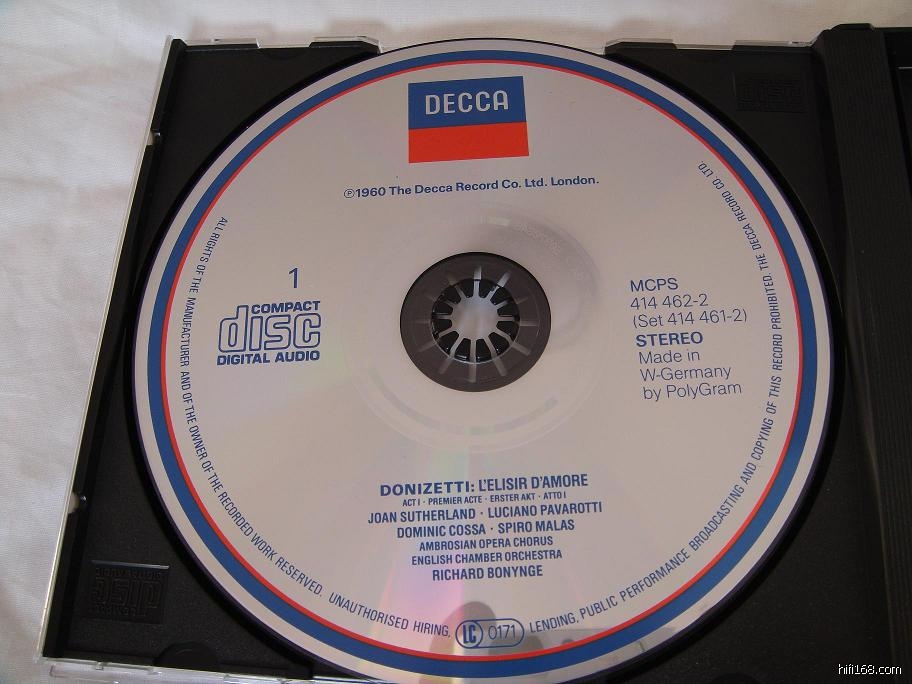 DECCA
℗1960 The Decca Record Co. Ltd. London.
1
COMPACT
disc
DIGITAL AUDIO
MCPS
414 462-2
(Set 414 461-2)
STEREO
Made in
W-Germany
by PolyGram
DONIZETTI: L'ELISIR D'AMORE
ACT I · PREMIER ACTE · ERSTER AKT · ATTO I
JOAN SUTHERLAND · LUCIANO PAVAROTTI
DOMINIC COSSA · SPIRO MALAS
AMBROSIAN OPERA CHORUS
ENGLISH CHAMBER ORCHESTRA
RICHARD BONYNGE
ALL RIGHTS OF THE MANUFACTURER AND OF THE OWNER OF THE RECORDED WORK RESERVED. UNAUTHORISED HIRING, LENDING, PUBLIC PERFORMANCE BROADCASTING AND COPYING OF THIS RECORD PROHIBITED. THE DECCA RECORD CO. LTD.
LC 0171
hifi168.com